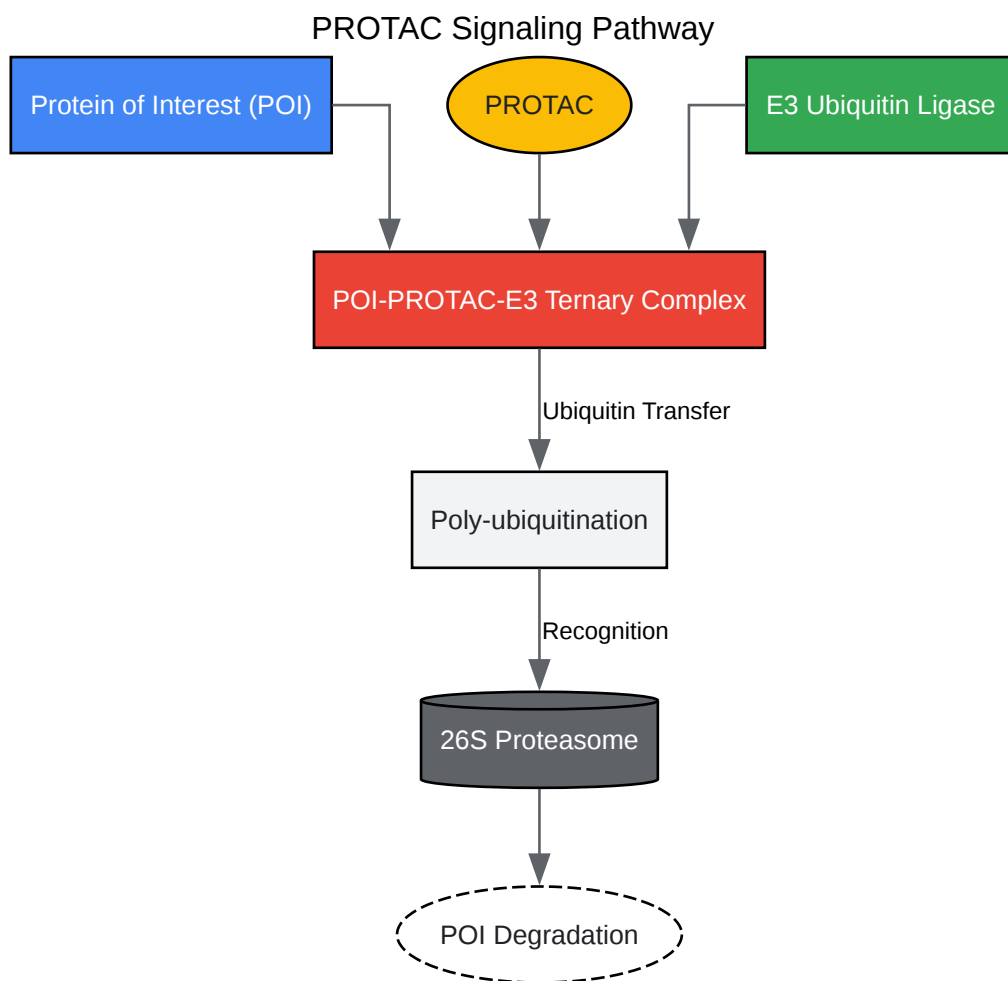 PROTAC Signaling Pathway
Protein of Interest (POI)
PROTAC
E3 Ubiquitin Ligase
POI-PROTAC-E3 Ternary Complex
Ubiquitin Transfer
Poly-ubiquitination
Recognition
26S Proteasome
POI Degradation